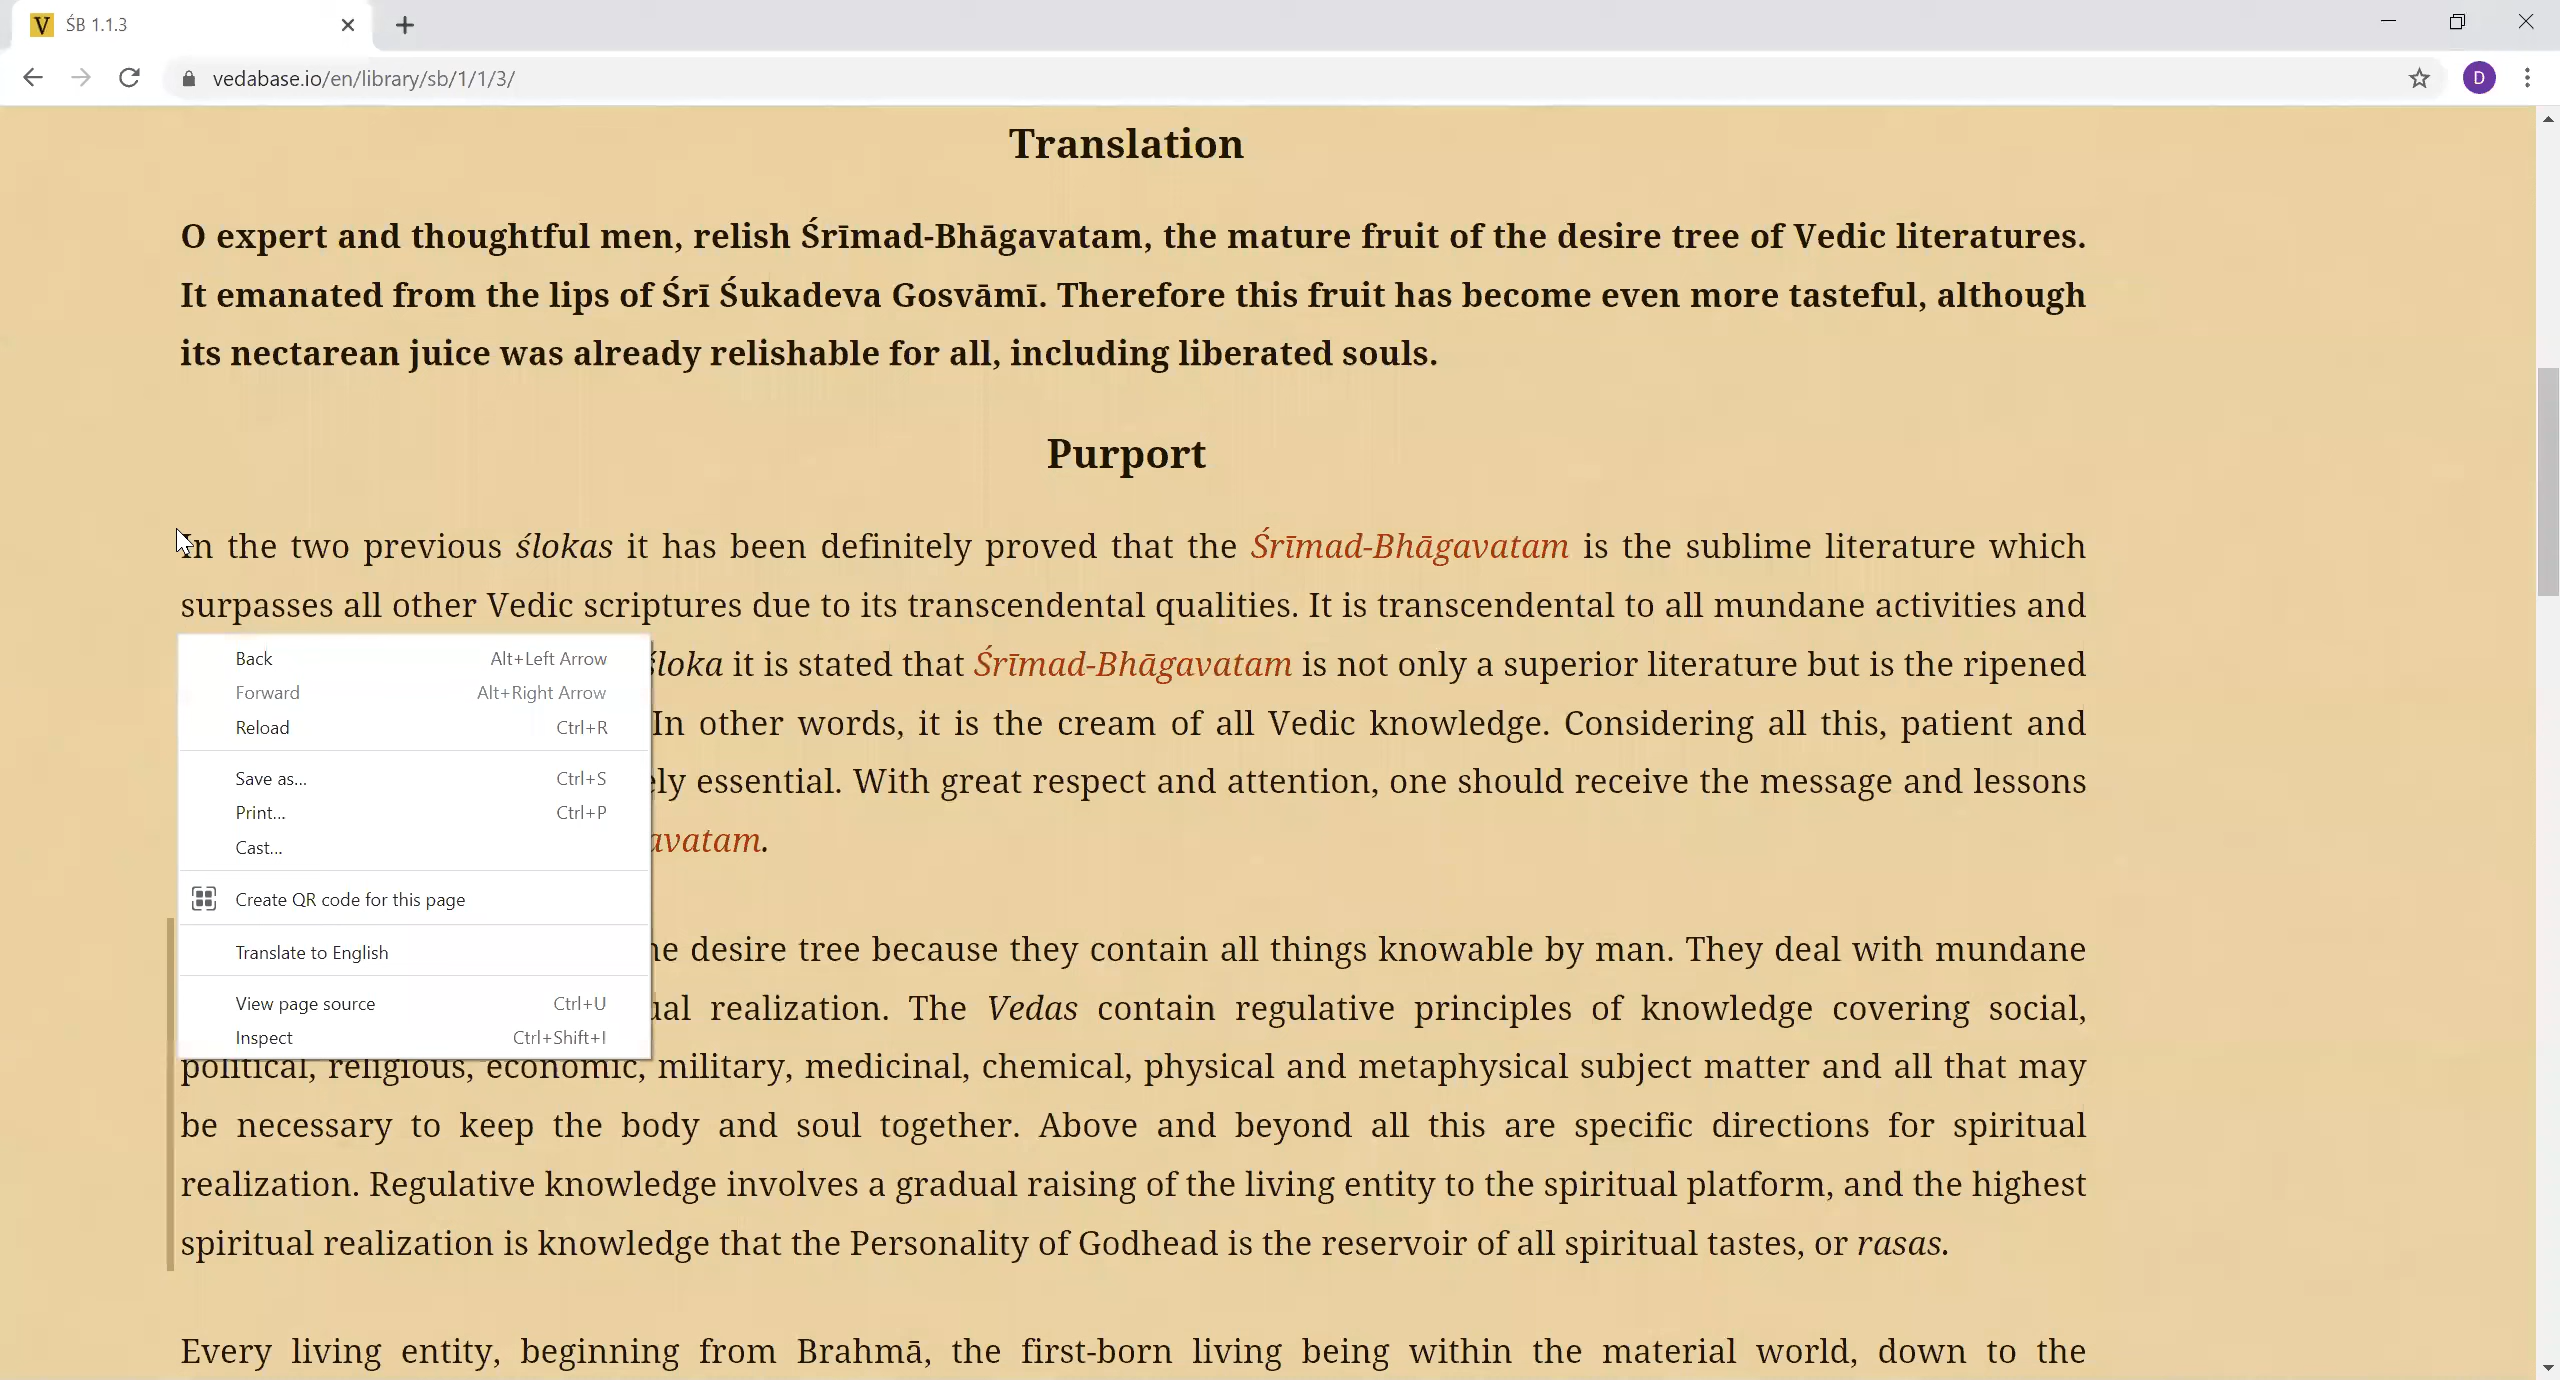 ŚB 1.1.3
vedabase.io/en/library/sb/1/1/3/
D
Translation
O expert and thoughtful men, relish Śrīmad-Bhāgavatam, the mature fruit of the desire tree of Vedic literatures.
It emanated from the lips of Śrī Śukadeva Gosvāmī. Therefore this fruit has become even more tasteful, although
its nectarean juice was already relishable for all, including liberated souls.
Purport
In the two previous ślokas it has been definitely proved that the Śrīmad-Bhāgavatam is the sublime literature which
surpasses all other Vedic scriptures due to its transcendental qualities. It is transcendental to all mundane activities and
śloka it is stated that Śrīmad-Bhāgavatam is not only a superior literature but is the ripened
In other words, it is the cream of all Vedic knowledge. Considering all this, patient and
ely essential. With great respect and attention, one should receive the message and lessons
avatam.
he desire tree because they contain all things knowable by man. They deal with mundane
ual realization. The Vedas contain regulative principles of knowledge covering social,
political, religious, economic, military, medicinal, chemical, physical and metaphysical subject matter and all that may
be necessary to keep the body and soul together. Above and beyond all this are specific directions for spiritual
realization. Regulative knowledge involves a gradual raising of the living entity to the spiritual platform, and the highest
spiritual realization is knowledge that the Personality of Godhead is the reservoir of all spiritual tastes, or rasas.
Every living entity, beginning from Brahmā, the first-born living being within the material world, down to the
Back Alt+Left Arrow
Forward Alt+Right Arrow
Reload Ctrl+R
Save as... Ctrl+S
Print... Ctrl+P
Cast...
Create QR code for this page
Translate to English
View page source Ctrl+U
Inspect Ctrl+Shift+I